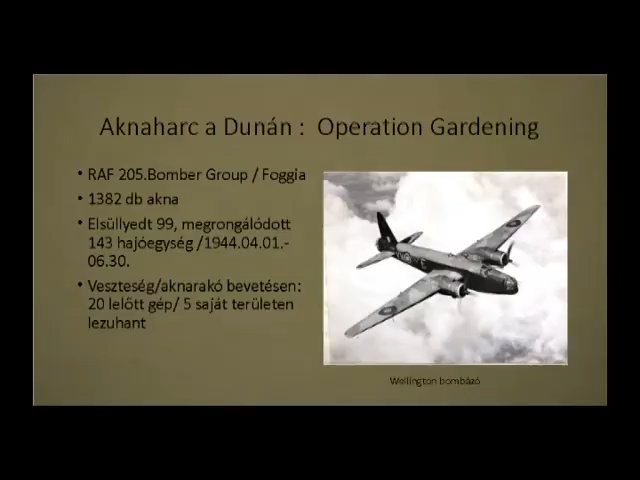 Aknaharc a Dunán : Operation Gardening
• RAF 205.Bomber Group / Foggia
• 1382 db akna
• Elsüllyedt 99, megrongálódott
143 hajóegység /1944.04.01.-
06.30.
• Veszteség/aknarakó bevetésen:
20 lelőtt gép/ 5 saját területen
lezuhant
Wellington bombázó